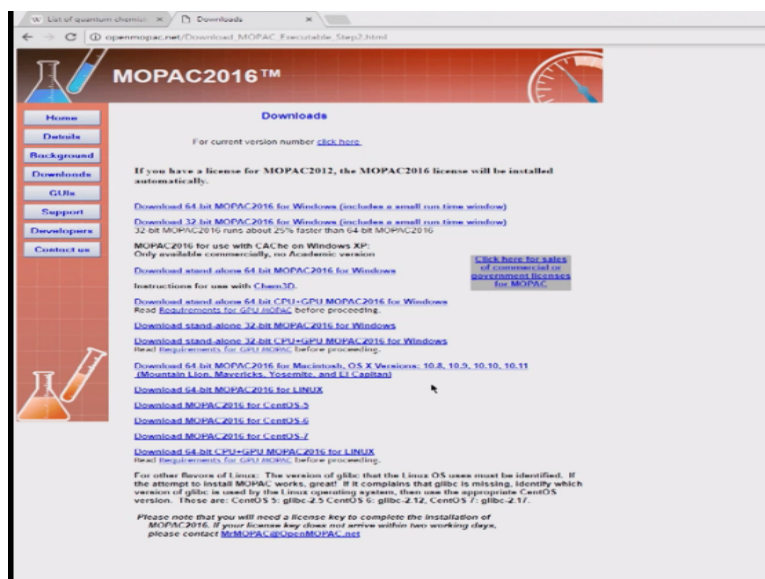 List of quantum chemis
Downloads
openmopac.net/Download_MOPAC_Executable_Step2.html
MOPAC2016™
Home
Details
Background
Downloads
GUIs
Support
Developers
Contact us
Downloads
For current version number click here.
If you have a license for MOPAC2012, the MOPAC2016 license will be installed
automatically.
Download 64-bit MOPAC2016 for Windows (includes a small run time window)
Download 32-bit MOPAC2016 for Windows (includes a small run time window)
32-bit MOPAC2016 runs about 25% faster than 64-bit MOPAC2016
MOPAC2016 for use with CAChe on Windows XP:
Only available commercially, no Academic version
Click here for sales
of commercial or
government licenses
for MOPAC
Download stand-alone 64-bit MOPAC2016 for Windows
Instructions for use with Chem3D.
Download stand-alone 64-bit CPU+GPU MOPAC2016 for Windows
Read Requirements for GPU MOPAC before proceeding.
Download stand-alone 32-bit MOPAC2016 for Windows
Download stand-alone 32-bit CPU+GPU MOPAC2016 for Windows
Read Requirements for GPU MOPAC before proceeding.
Download 64-bit MOPAC2016 for Macintosh, OS X Versions: 10.8, 10.9, 10.10, 10.11
(Mountain Lion, Mavericks, Yosemite, and El Capitan)
Download 64-bit MOPAC2016 for LINUX
Download MOPAC2016 for CentOS-5
Download MOPAC2016 for CentOS-6
Download MOPAC2016 for CentOS-7
Download 64-bit CPU+GPU MOPAC2016 for LINUX
Read Requirements for GPU MOPAC before proceeding.
For other flavors of Linux: The version of glibc that the Linux OS uses must be identified. If
the attempt to install MOPAC works, great! If it complains that glibc is missing, identify which
version of glibc is used by the Linux operating system, then use the appropriate CentOS
version. These are: CentOS 5: glibc-2.5 CentOS 6: glibc-2.12, CentOS 7: glibc-2.17.
Please note that you will need a license key to complete the installation of
MOPAC2016. If your license key does not arrive within two working days,
please contact MrMOPAC@OpenMOPAC.net